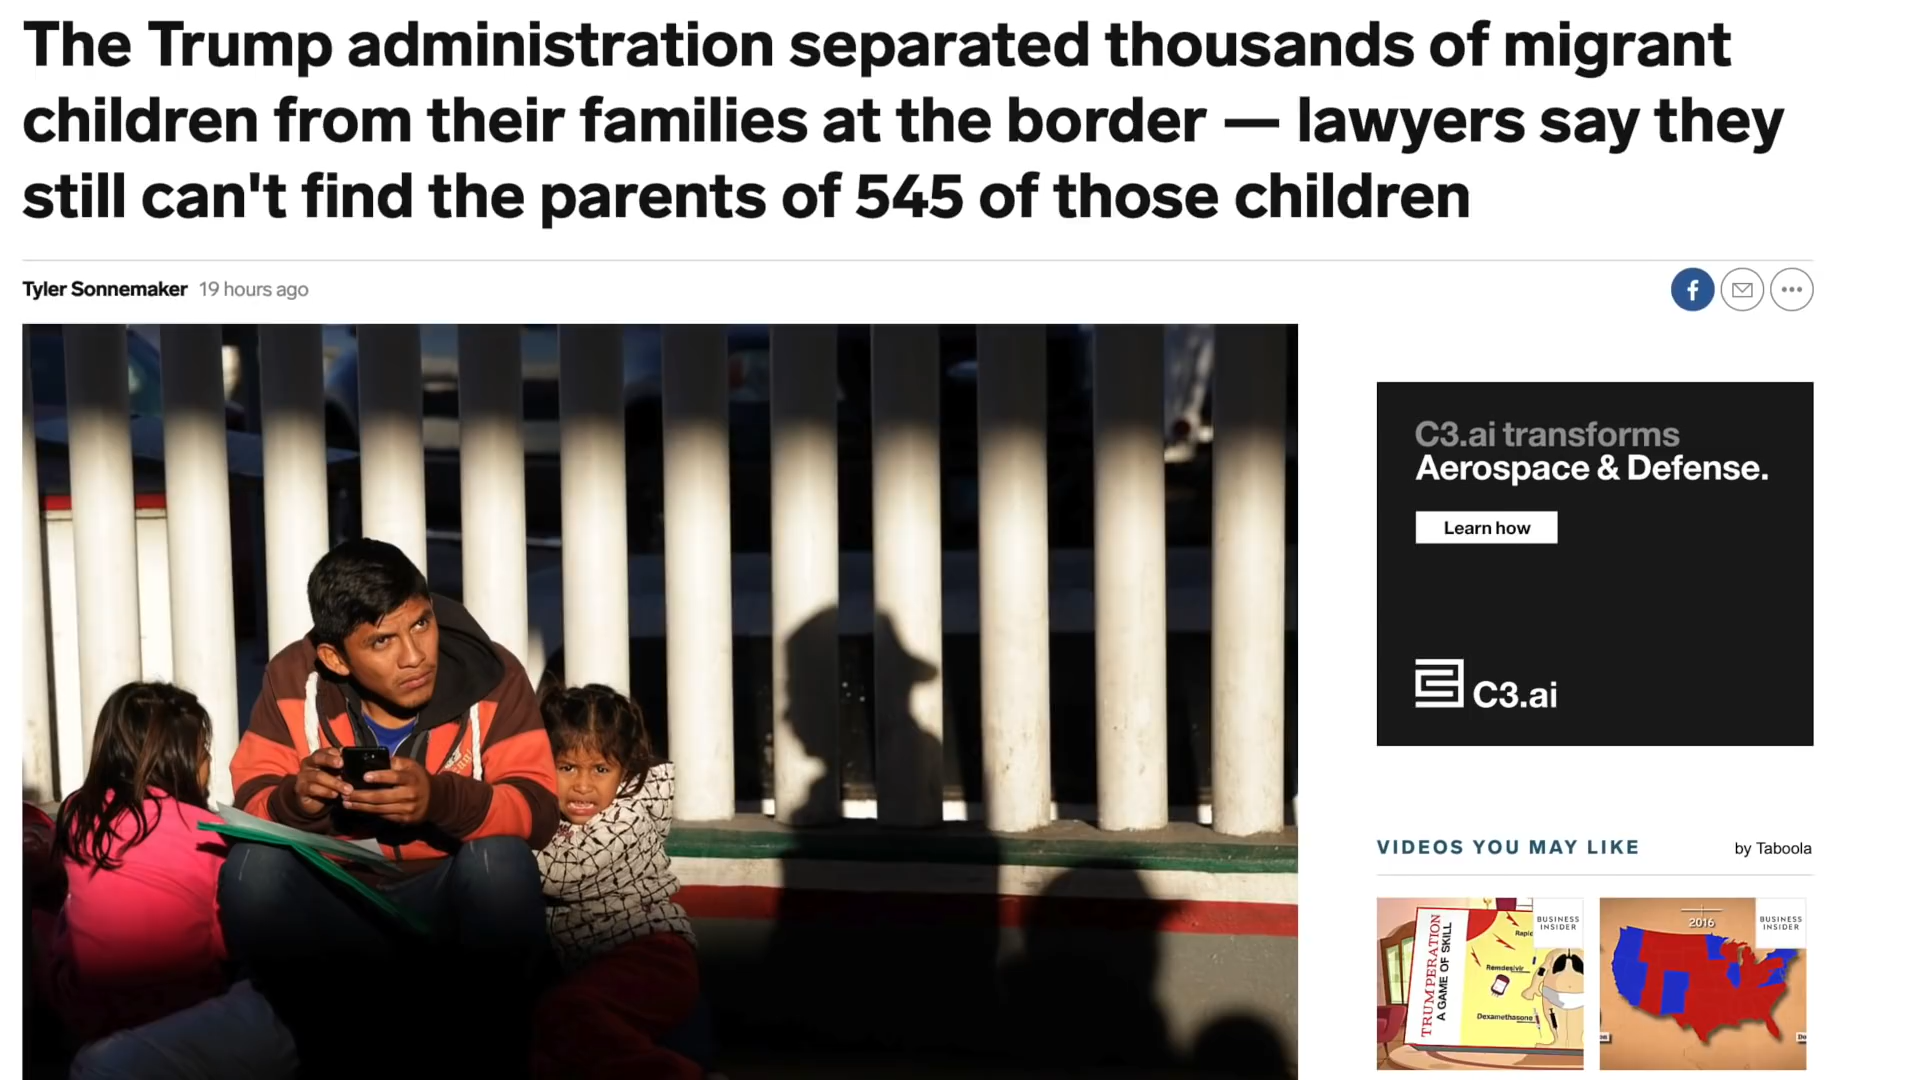 The Trump administration separated thousands of migrant
children from their families at the border — lawyers say they
still can't find the parents of 545 of those children
Tyler Sonnemaker 19 hours ago
f
C3.ai transforms
Aerospace & Defense.
Learn how
C3.ai
VIDEOS YOU MAY LIKE
by Taboola
TRUMPERATION
A GAME OF SKILL
Remdesivir
Dexamethasone
BUSINESS
INSIDER
2016
BUSINESS
INSIDER